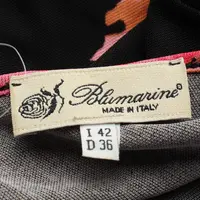 Blumarine®
MADE IN ITALY
I 42
D 36